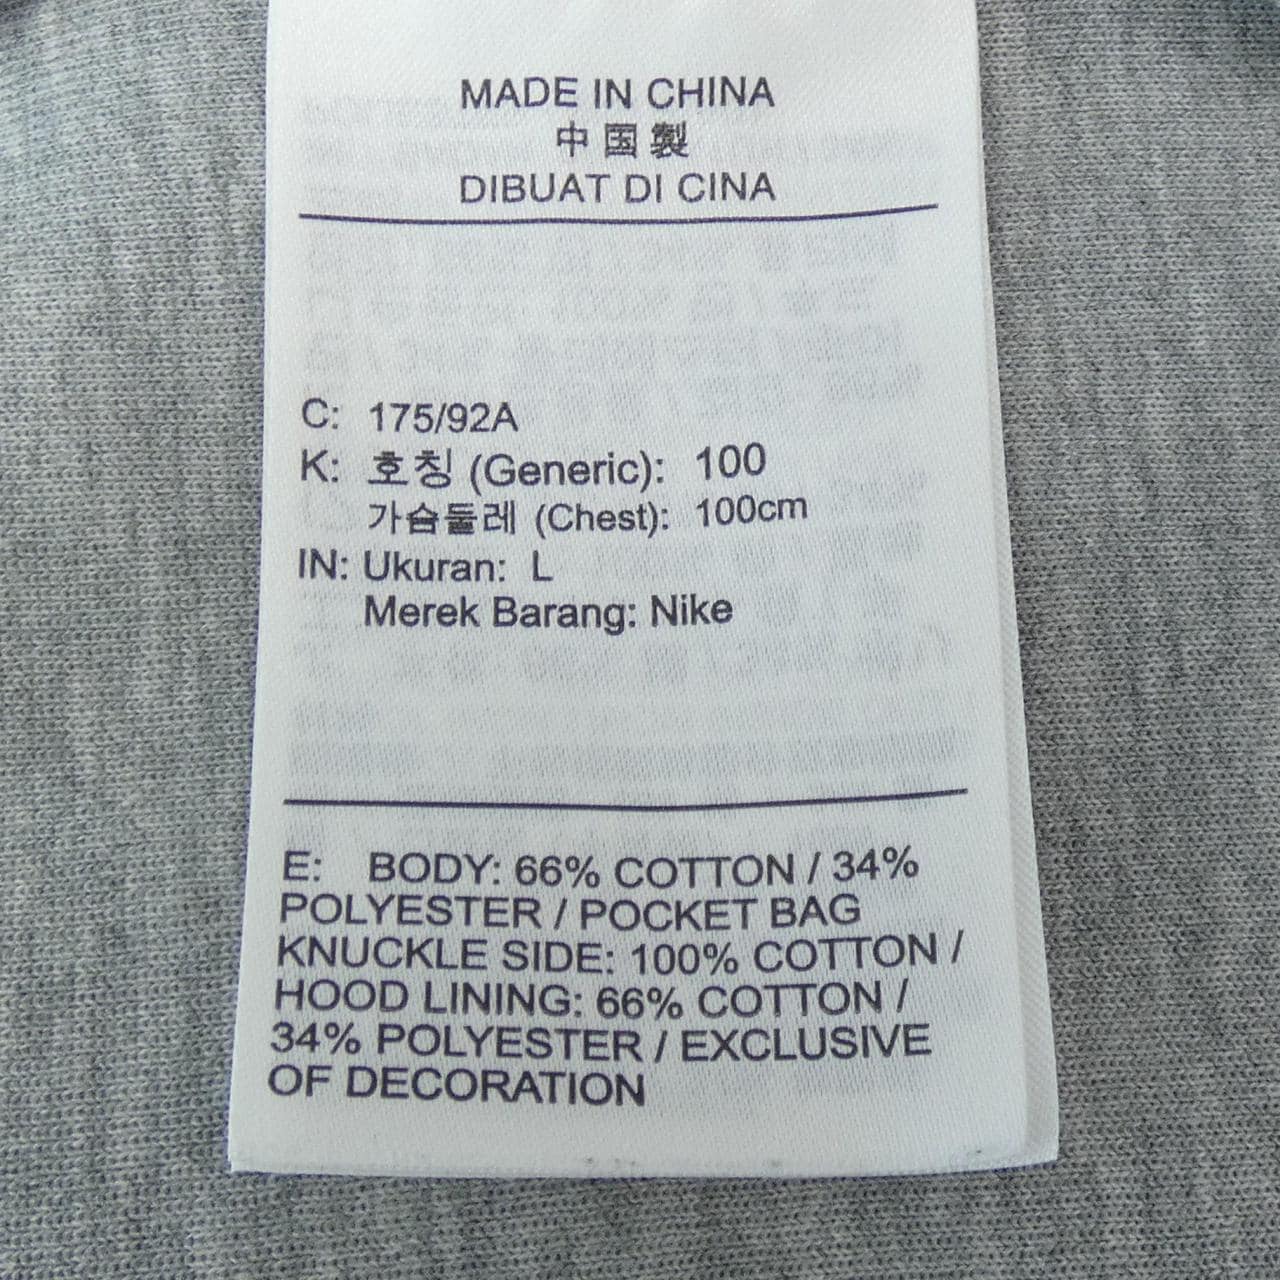 MADE IN CHINA
中国製
DIBUAT DI CINA
C: 175/92A
K: 호칭 (Generic): 100
가슴둘레 (Chest): 100cm
IN: Ukuran: L
Merek Barang: Nike
E: BODY: 66% COTTON / 34%
POLYESTER / POCKET BAG
KNUCKLE SIDE: 100% COTTON /
HOOD LINING: 66% COTTON /
34% POLYESTER / EXCLUSIVE
OF DECORATION